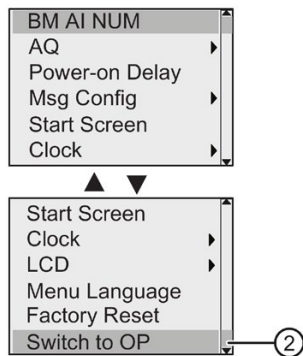 BM AI NUM
AQ
Power-on Delay
Msg Config
Start Screen
Clock
Start Screen
Clock
LCD
Menu Language
Factory Reset
Switch to OP
2